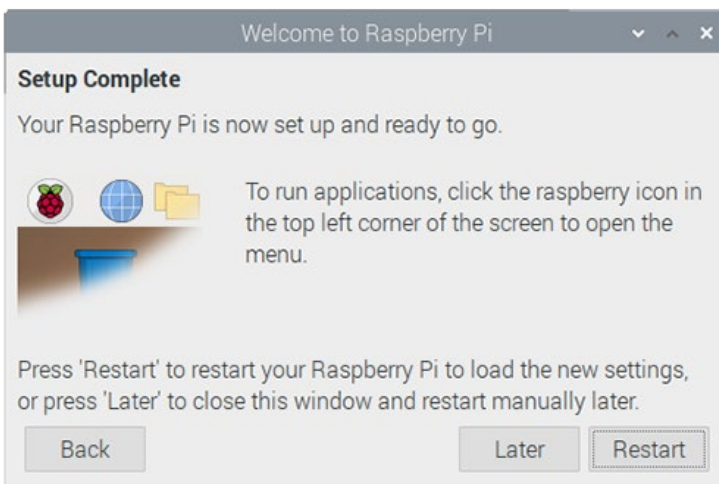 Welcome to Raspberry Pi
Setup Complete
Your Raspberry Pi is now set up and ready to go.
To run applications, click the raspberry icon in
the top left corner of the screen to open the
menu.
Press 'Restart' to restart your Raspberry Pi to load the new settings,
or press 'Later' to close this window and restart manually later.
Back
Later
Restart